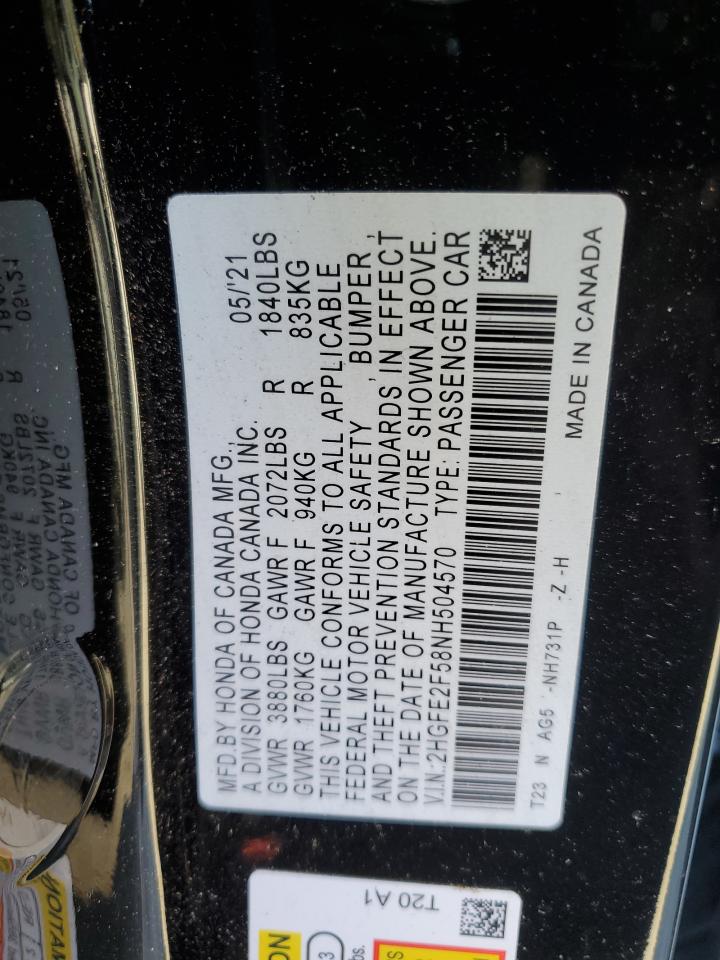 MFD.BY HONDA OF CANADA MFG., 05/'21
A DIVISION OF HONDA CANADA INC.
GVWR 3880LBS GAWR F 2072LBS R 1840LBS
GVWR 1760KG GAWR F 940KG R 835KG
THIS VEHICLE CONFORMS TO ALL APPLICABLE
FEDERAL MOTOR VEHICLE SAFETY , BUMPER ,
AND THEFT PREVENTION STANDARDS IN EFFECT
ON THE DATE OF MANUFACTURE SHOWN ABOVE.
V.I.N.:2HGFE2F58NH504570 TYPE: PASSENGER CAR
T23 N AG5 '-NH731P -Z -H
MADE IN CANADA
T20 A1